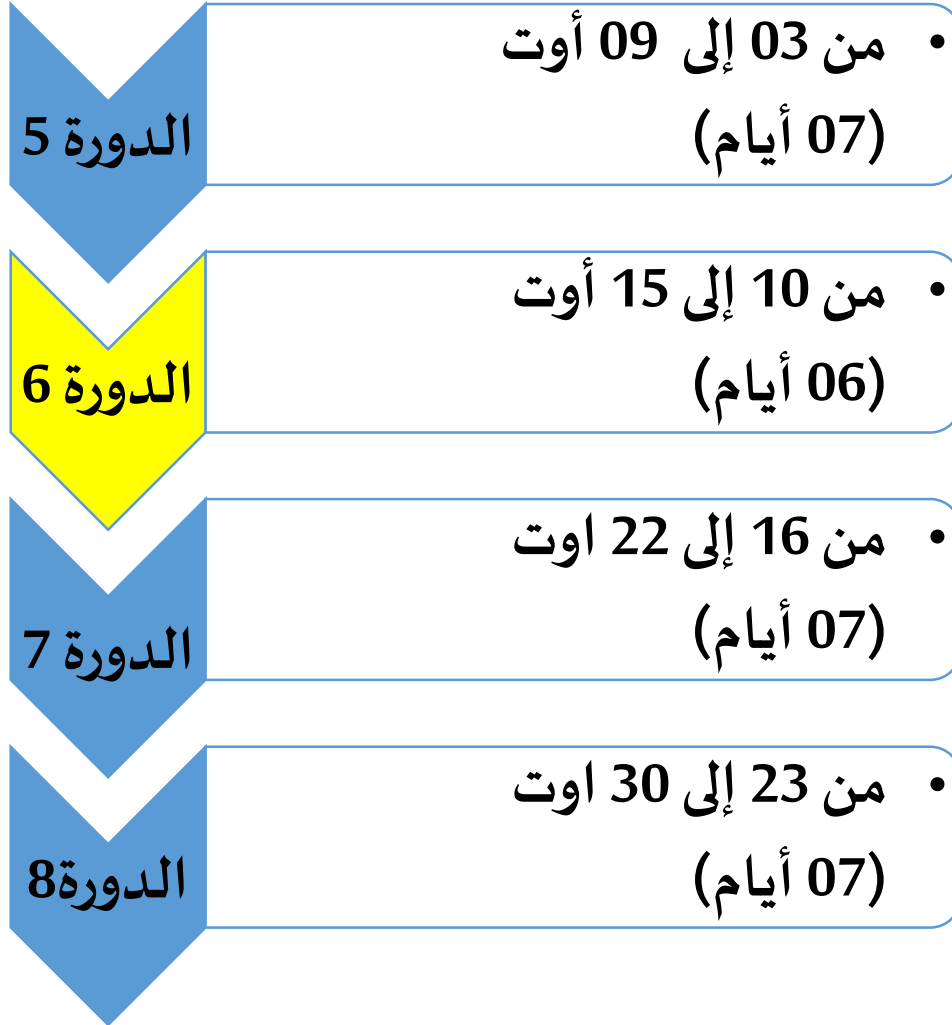 الدورة 5
• من 03 إلى 09 أوت
(07 أيام)
الدورة 6
• من 10 إلى 15 أوت
(06 أيام)
الدورة 7
• من 16 إلى 22 اوت
(07 أيام)
الدورة8
• من 23 إلى 30 اوت
(07 أيام)